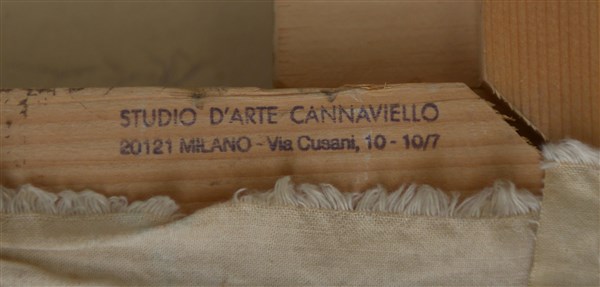 STUDIO D'ARTE CANNAVIELLO
20121 MILANO - Via Cusani, 10 - 10/7